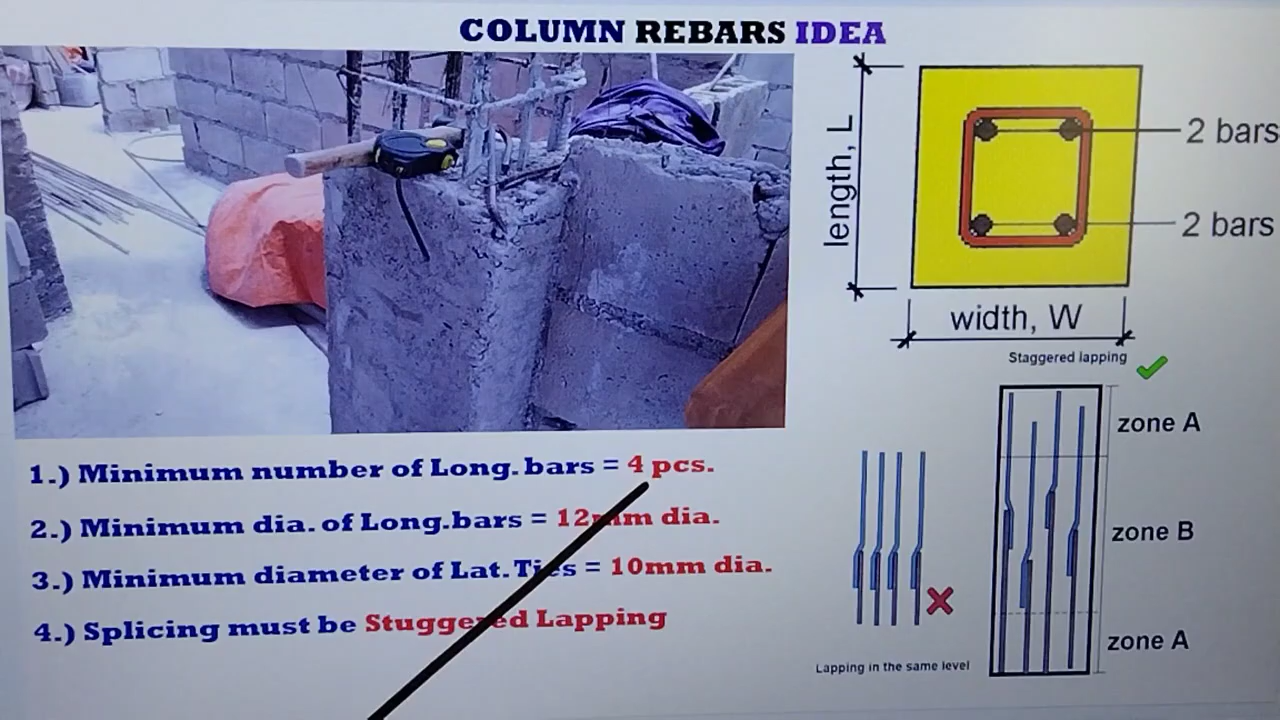 COLUMN REBARS IDEA
length, L
2 bars
2 bars
width, W
Staggered lapping
zone A
zone B
zone A
Lapping in the same level
1.) Minimum number of Long. bars = 4 pcs.
2.) Minimum dia. of Long.bars = 12mm dia.
3.) Minimum diameter of Lat. Ties = 10mm dia.
4.) Splicing must be Stuggered Lapping